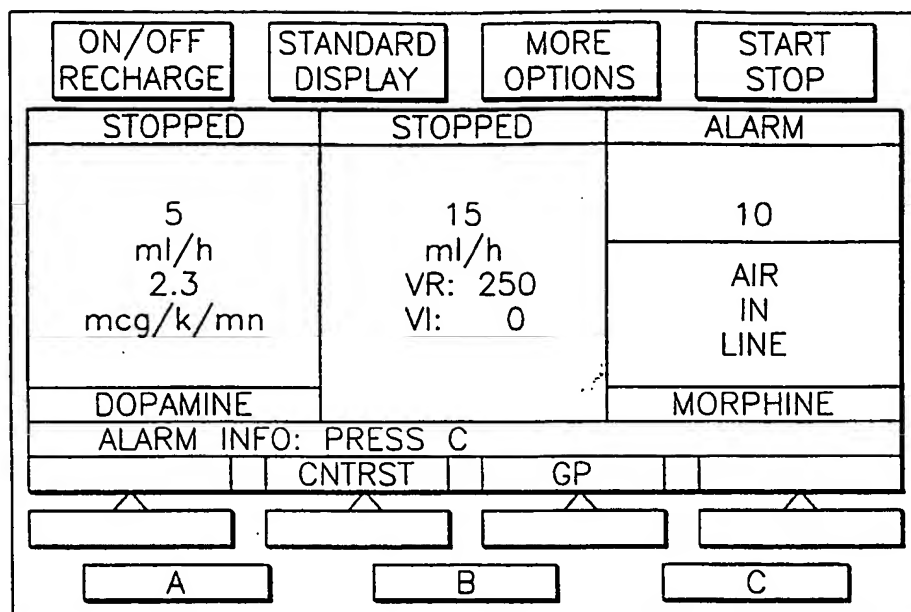 ON/OFF
RECHARGE
STANDARD
DISPLAY
MORE
OPTIONS
START
STOP
STOPPED
STOPPED
ALARM
5
ml/h
2.3
mcg/k/mn
15
ml/h
VR: 250
VI: 0
10
AIR
IN
LINE
DOPAMINE
MORPHINE
ALARM INFO: PRESS C
CNTRST
GP
A
B
C